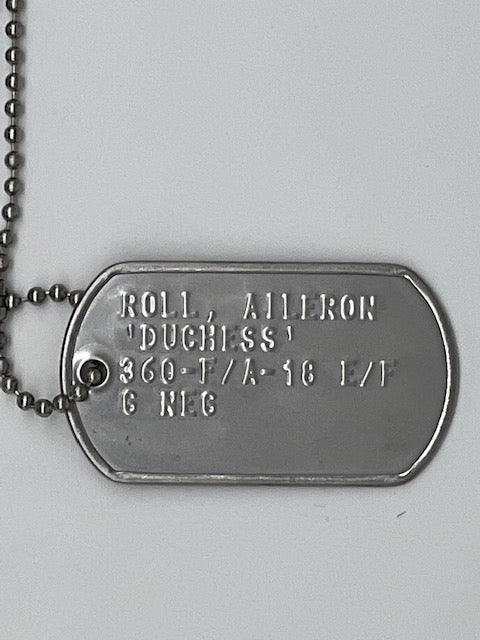 ROLL, AILERON
'DUCHESS'
360-F/A-18 E/F
G NEG